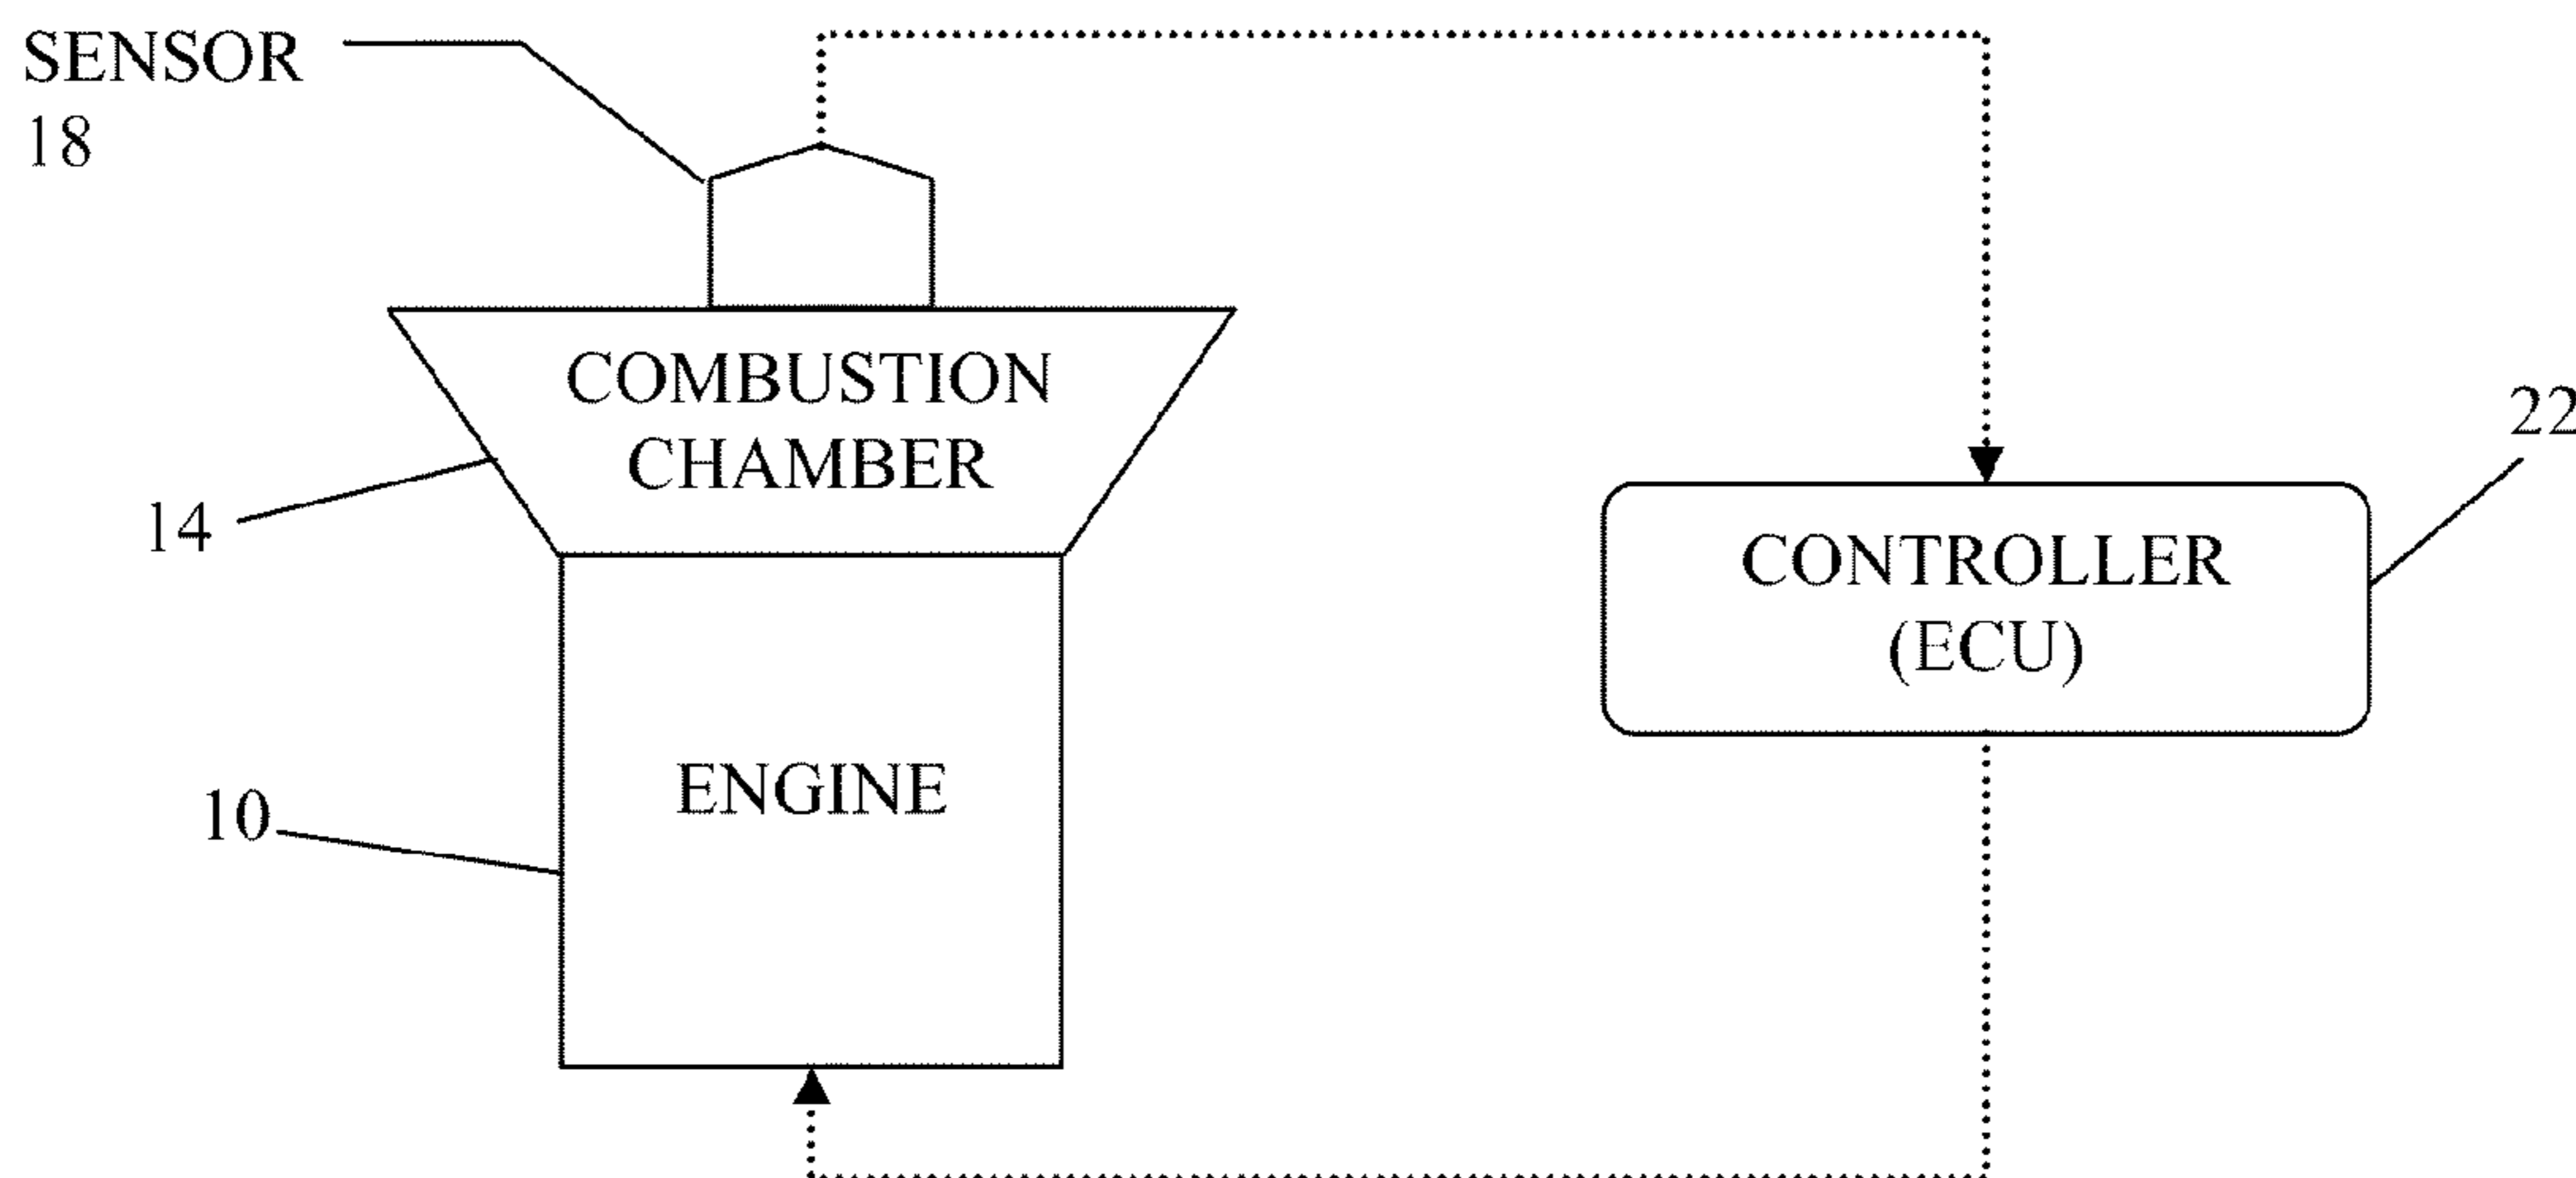 SENSOR
18
COMBUSTION
CHAMBER
14
22
CONTROLLER
(ECU)
ENGINE
10